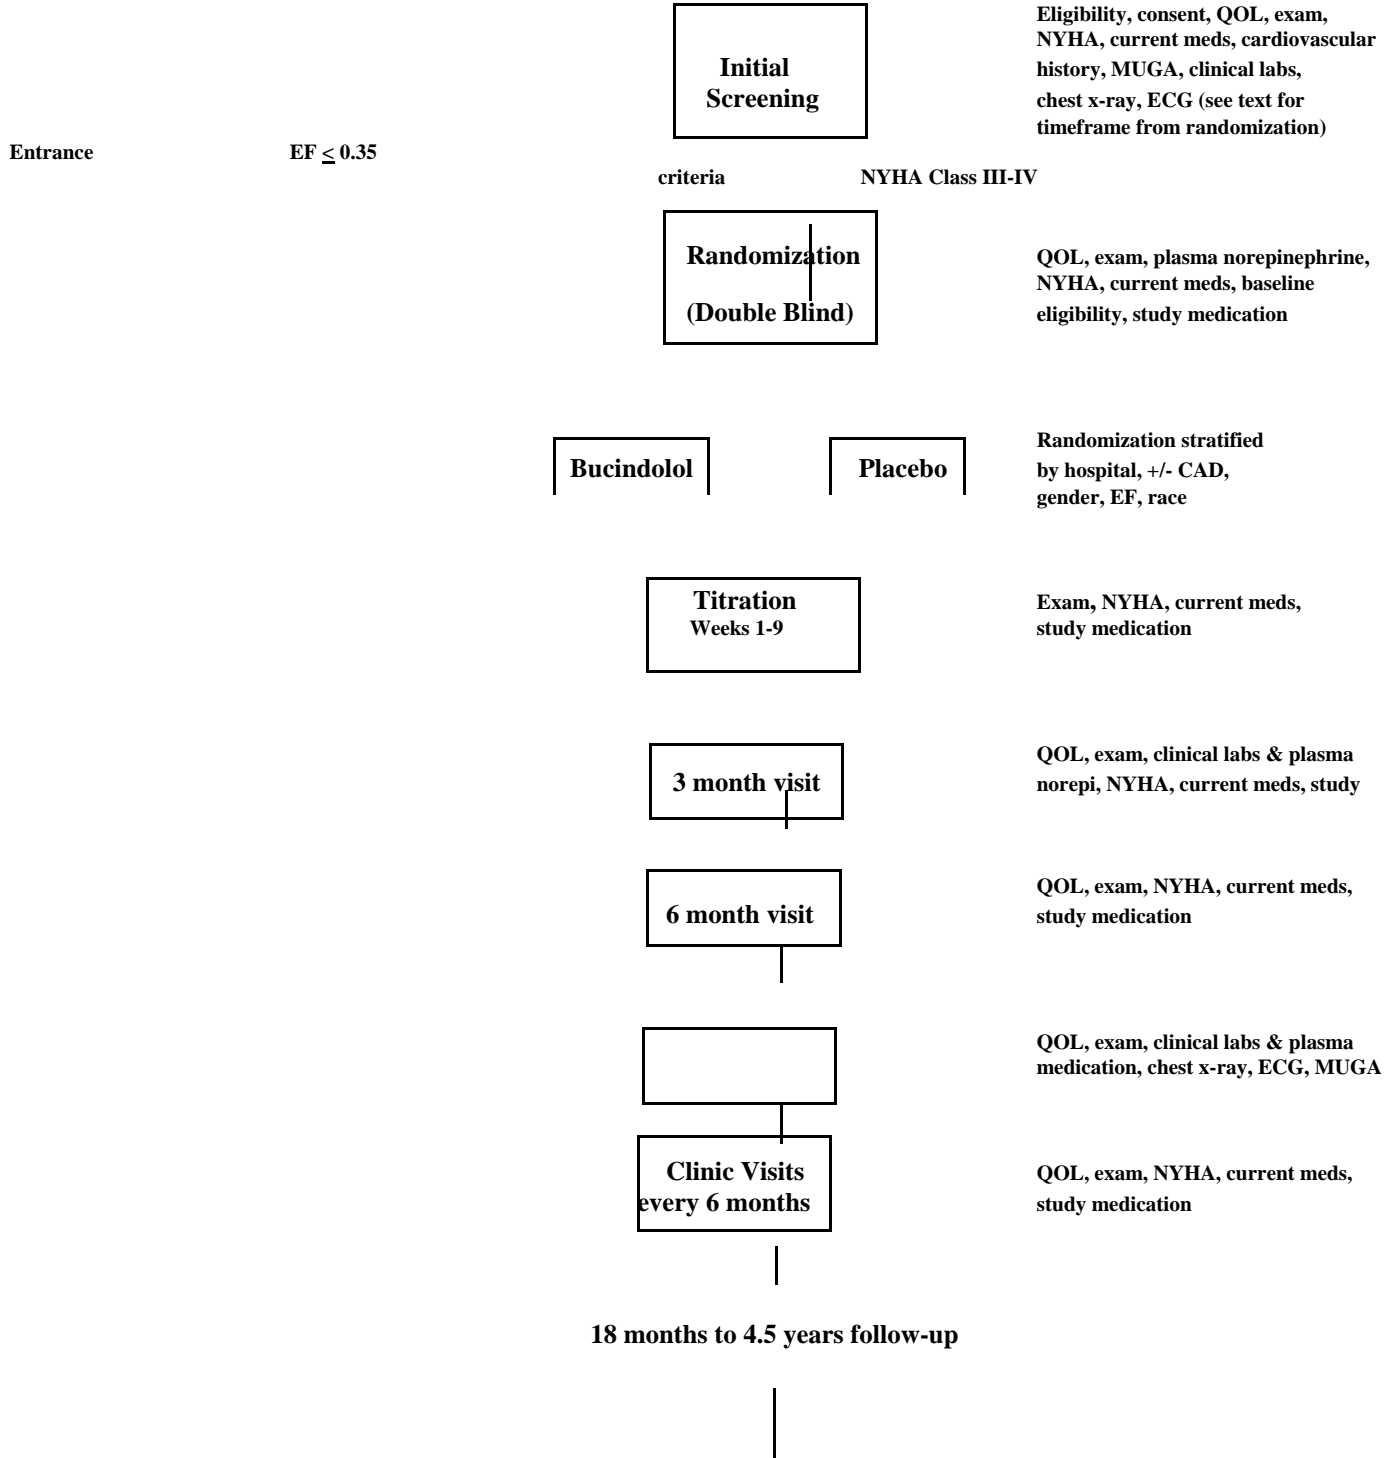 Initial
Screening
Eligibility, consent, QOL, exam,
NYHA, current meds, cardiovascular
history, MUGA, clinical labs,
chest x-ray, ECG (see text for
timeframe from randomization)
Entrance
EF ≤ 0.35
criteria
NYHA Class III-IV
Randomization
(Double Blind)
QOL, exam, plasma norepinephrine,
NYHA, current meds, baseline
eligibility, study medication
Bucindolol
Placebo
Randomization stratified
by hospital, +/- CAD,
gender, EF, race
Titration
Weeks 1-9
Exam, NYHA, current meds,
study medication
3 month visit
QOL, exam, clinical labs & plasma
norepi, NYHA, current meds, study
6 month visit
QOL, exam, NYHA, current meds,
study medication
QOL, exam, clinical labs & plasma
medication, chest x-ray, ECG, MUGA
Clinic Visits
every 6 months
QOL, exam, NYHA, current meds,
study medication
18 months to 4.5 years follow-up